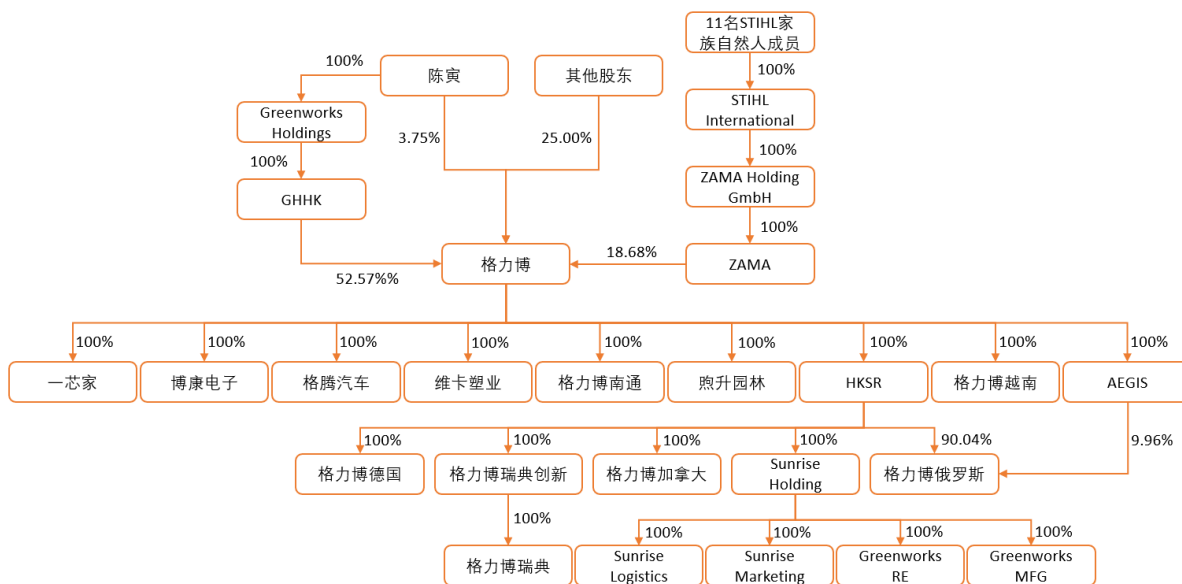 11名STIHL家
族自然人成员
100%
陈寅
其他股东
100%
Greenworks
Holdings
STIHL
International
3.75%
25.00%
100%
100%
GHHK
ZAMA Holding
GmbH
100%
格力博
18.68%
ZAMA
52.57%%
100%
100%
100%
100%
100%
100%
100%
100%
100%
一芯家
博康电子
格腾汽车
维卡塑业
格力博南通
煦升园林
HKSR
格力博越南
AEGIS
100%
100%
100%
100%
90.04%
9.96%
格力博德国
格力博瑞典创新
格力博加拿大
Sunrise
Holding
格力博俄罗斯
100%
100%
100%
100%
100%
格力博瑞典
Sunrise
Logistics
Sunrise
Marketing
Greenworks
RE
Greenworks
MFG